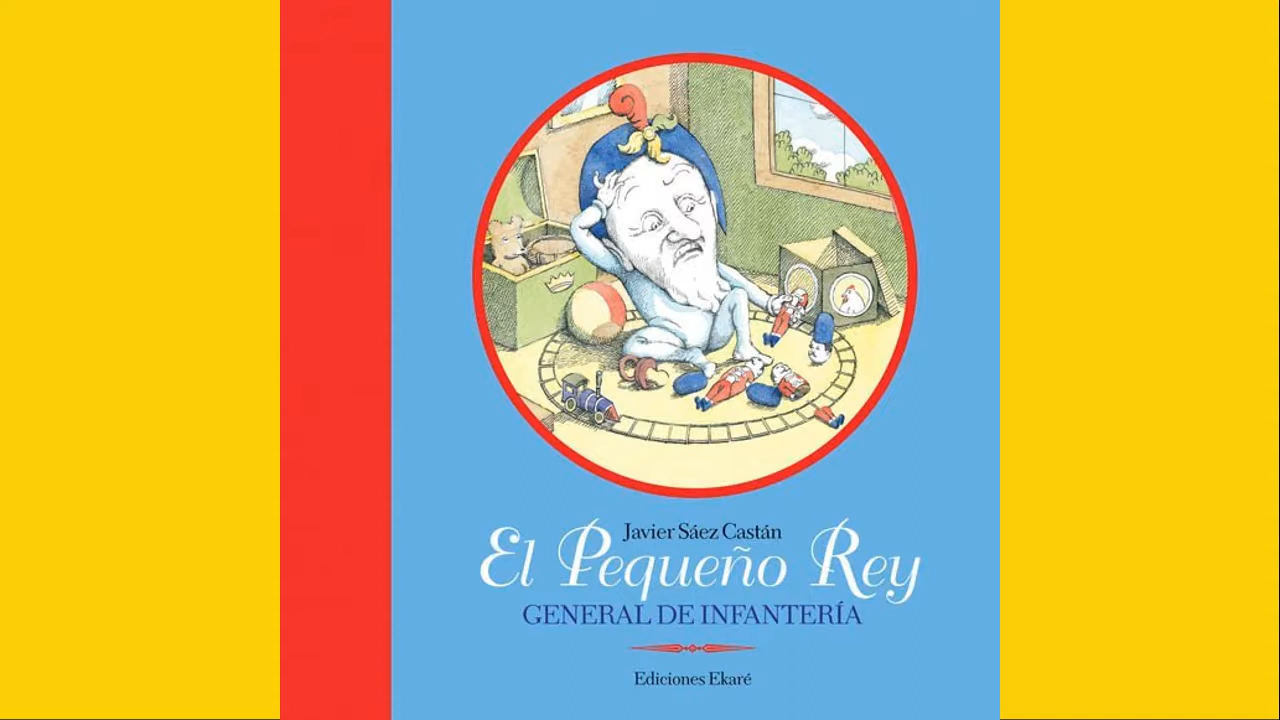 Javier Sáez Castán
El Pequeño Rey
GENERAL DE INFANTERÍA
Ediciones Ekaré